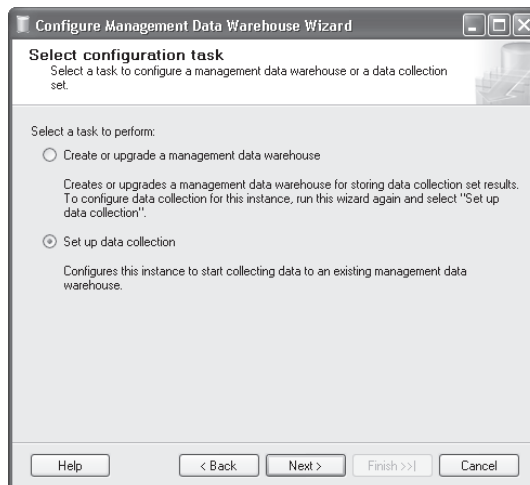 Configure Management Data Warehouse Wizard
Select configuration task
Select a task to configure a management data warehouse or a data collection
set.
Select a task to perform:
Create or upgrade a management data warehouse
Creates or upgrades a management data warehouse for storing data collection set results.
To configure data collection for this instance, run this wizard again and select "Set up
data collection".
Set up data collection
Configures this instance to start collecting data to an existing management data
warehouse.
Help
< Back
Next >
Finish >>|
Cancel